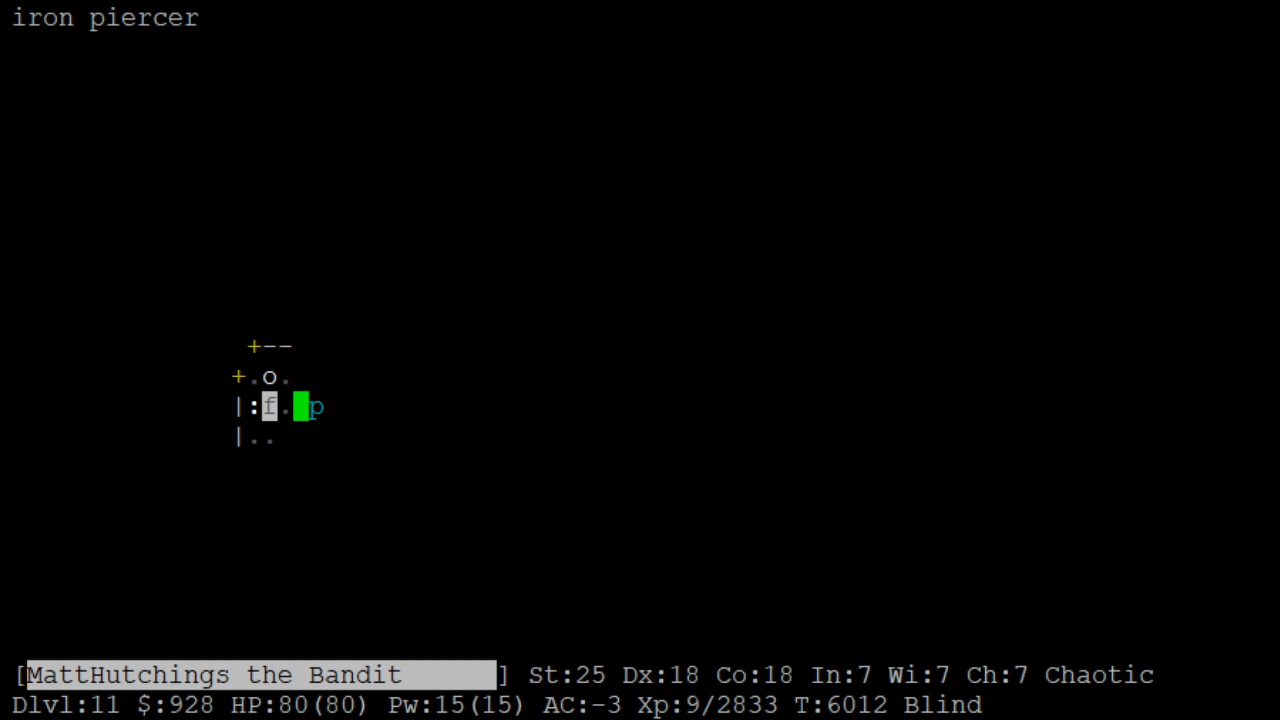 iron piercer
+--
+.o.
|:f. p
|..
[MattHutchings the Bandit ] St:25 Dx:18 Co:18 In:7 Wi:7 Ch:7 Chaotic
Dlvl:11 $:928 HP:80(80) Pw:15(15) AC:-3 Xp:9/2833 T:6012 Blind